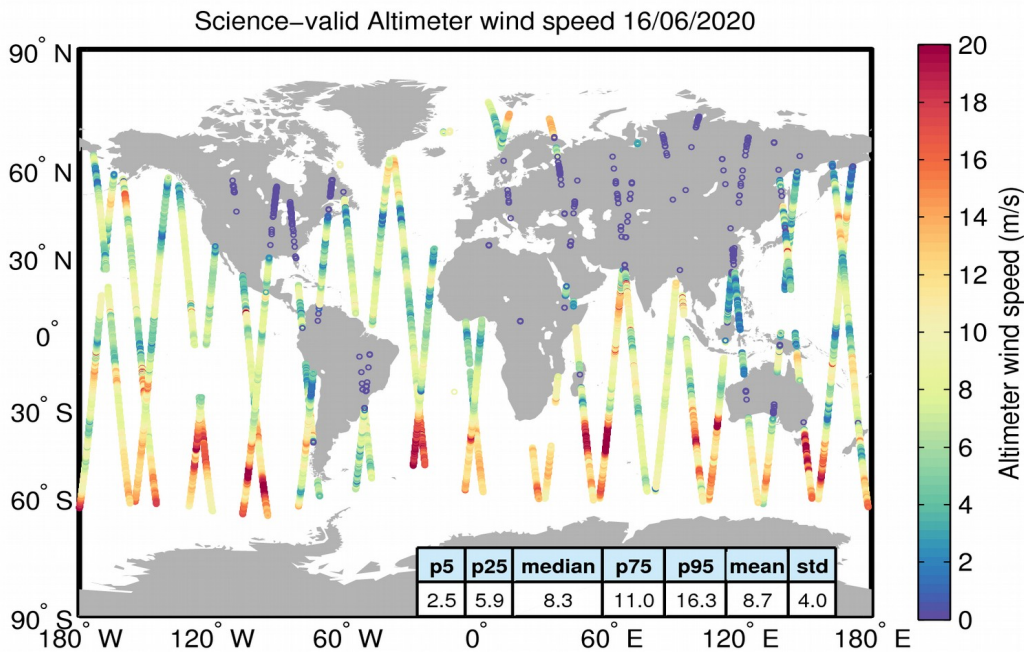 Science−valid Altimeter wind speed 16/06/2020
90° N
60° N
30° N
0°
30° S
60° S
90° S
180° W
120° W
60° W
0°
60° E
120° E
180° E
p5 p25 median p75 p95 mean std
2.5 5.9 8.3 11.0 16.3 8.7 4.0
20
18
16
14
12
10
8
6
4
2
0
Altimeter wind speed (m/s)